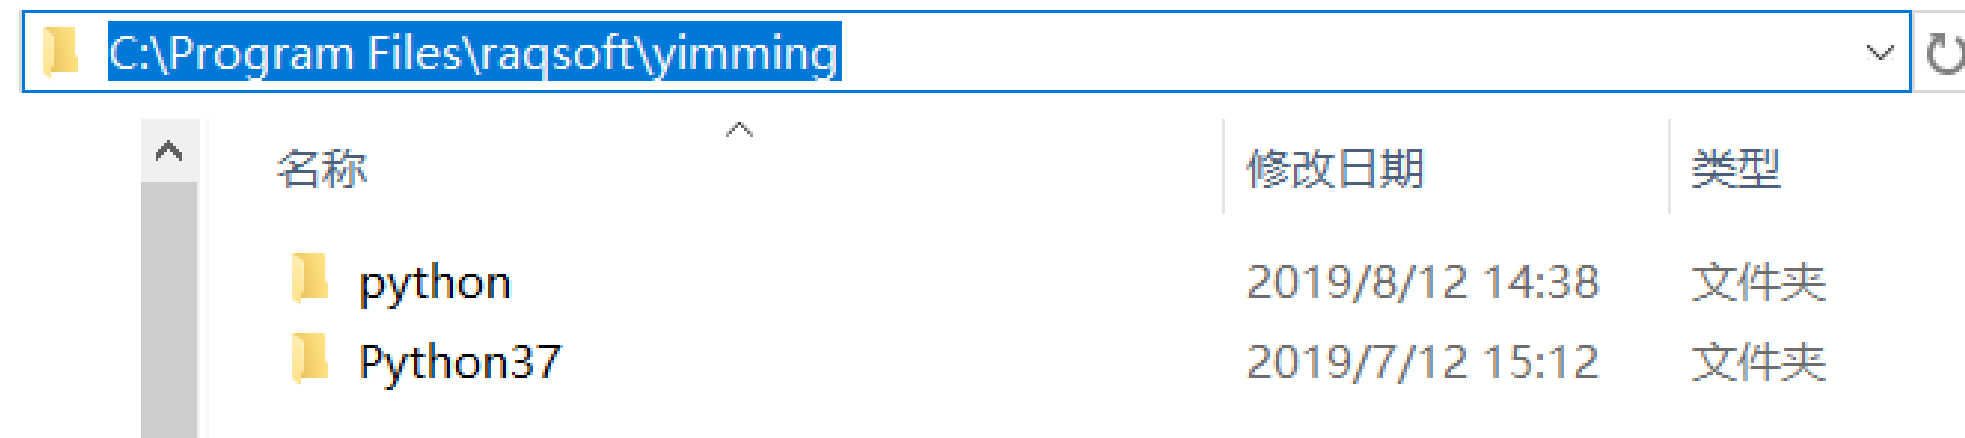 C:\Program Files\raqsoft\yimming
名称 修改日期 类型
python 2019/8/12 14:38 文件夹
Python37 2019/7/12 15:12 文件夹